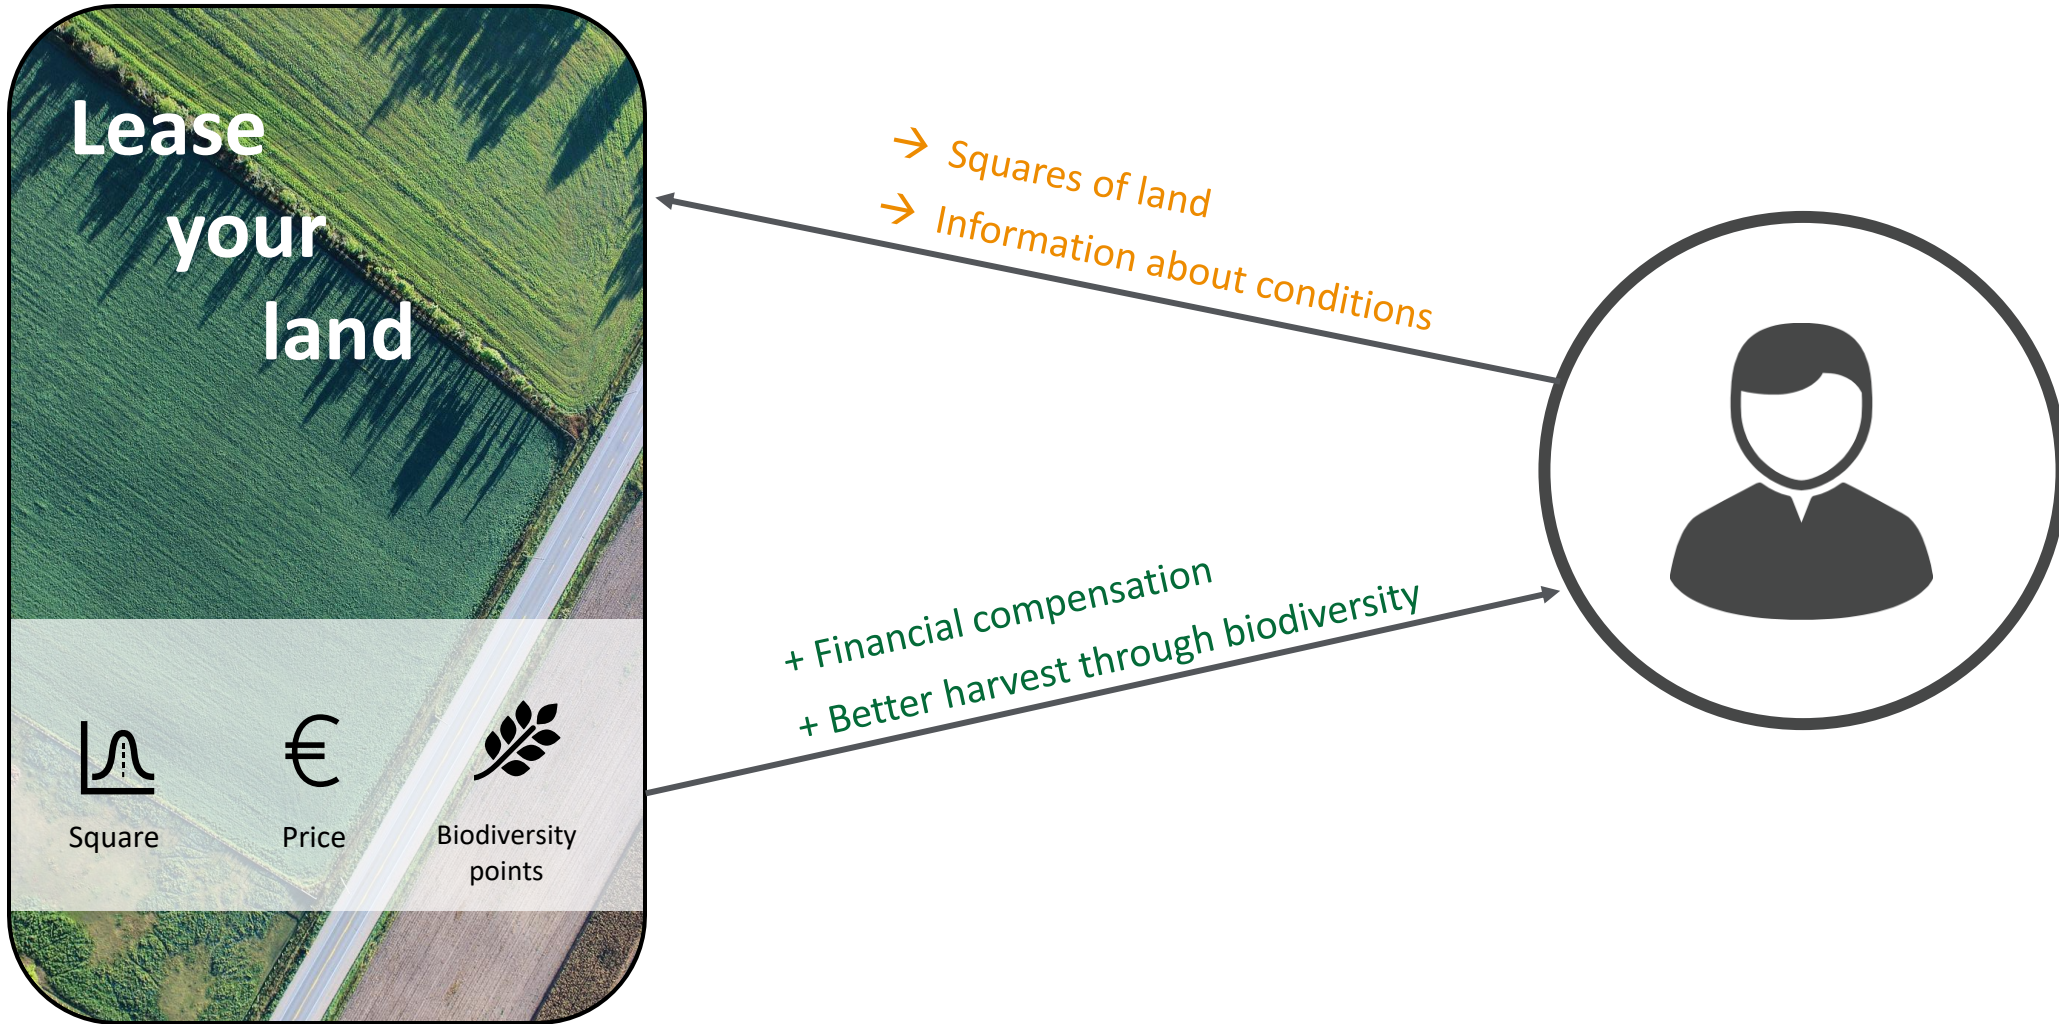 Lease
your
land
→ Squares of land
→ Information about conditions
+ Financial compensation
+ Better harvest through biodiversity
€
Square
Price
Biodiversity
points